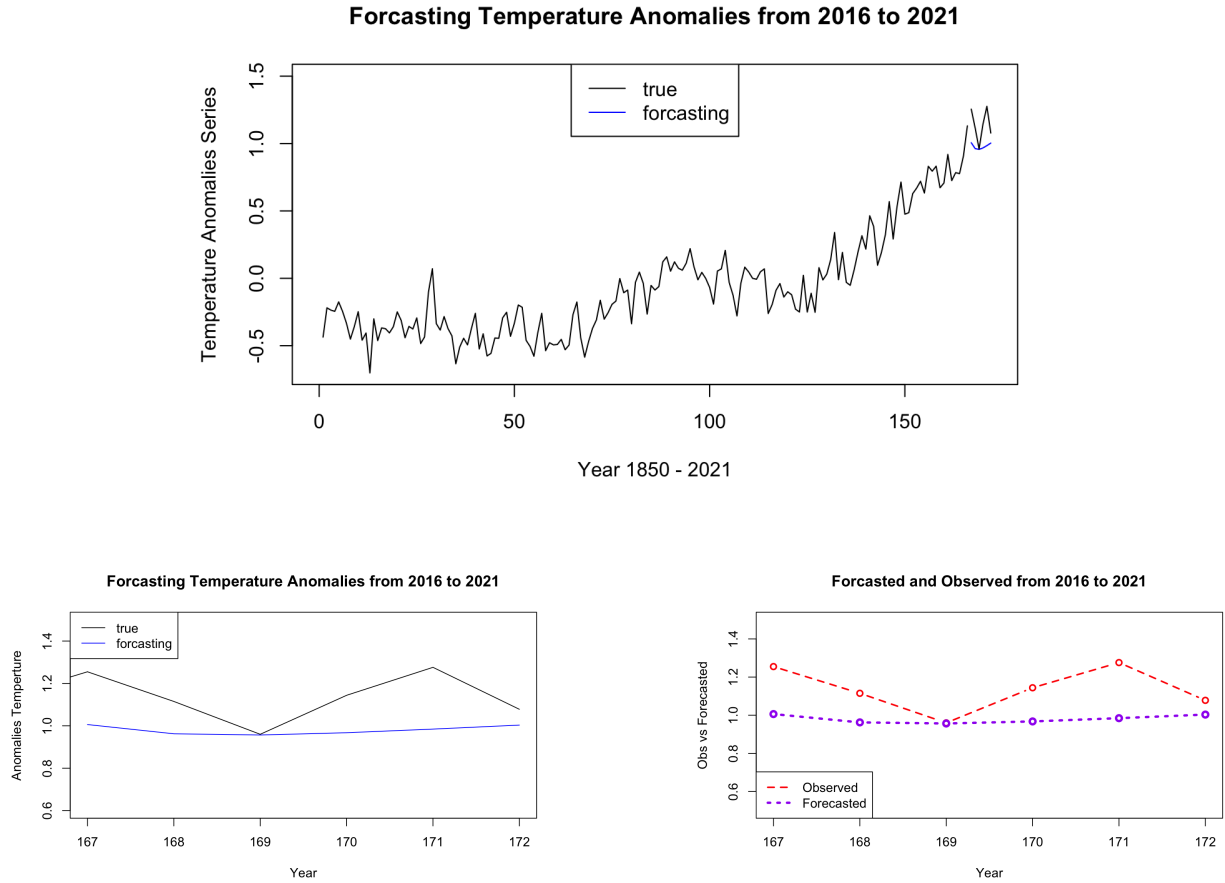 Forcasting Temperature Anomalies from 2016 to 2021
true
forcasting
Temperature Anomalies Series
1.5
1.0
0.5
0.0
-0.5
0 50 100 150
Year 1850 - 2021
Forcasting Temperature Anomalies from 2016 to 2021
true
forcasting
Anomalies Temperture
1.4
1.2
1.0
0.8
0.6
167 168 169 170 171 172
Year
Forcasted and Observed from 2016 to 2021
Obs vs Forecasted
1.4
1.2
1.0
0.8
0.6
Observed
Forecasted
167 168 169 170 171 172
Year